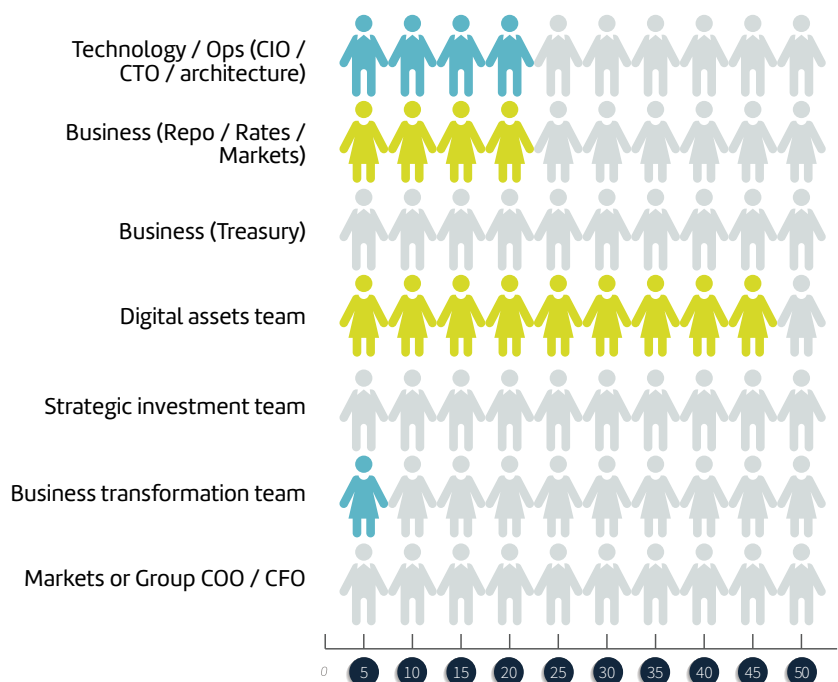 Technology / Ops (CIO /
CTO / architecture)
Business (Repo / Rates /
Markets)
Business (Treasury)
Digital assets team
Strategic investment team
Business transformation team
Markets or Group COO / CFO
0 5 10 15 20 25 30 35 40 45 50